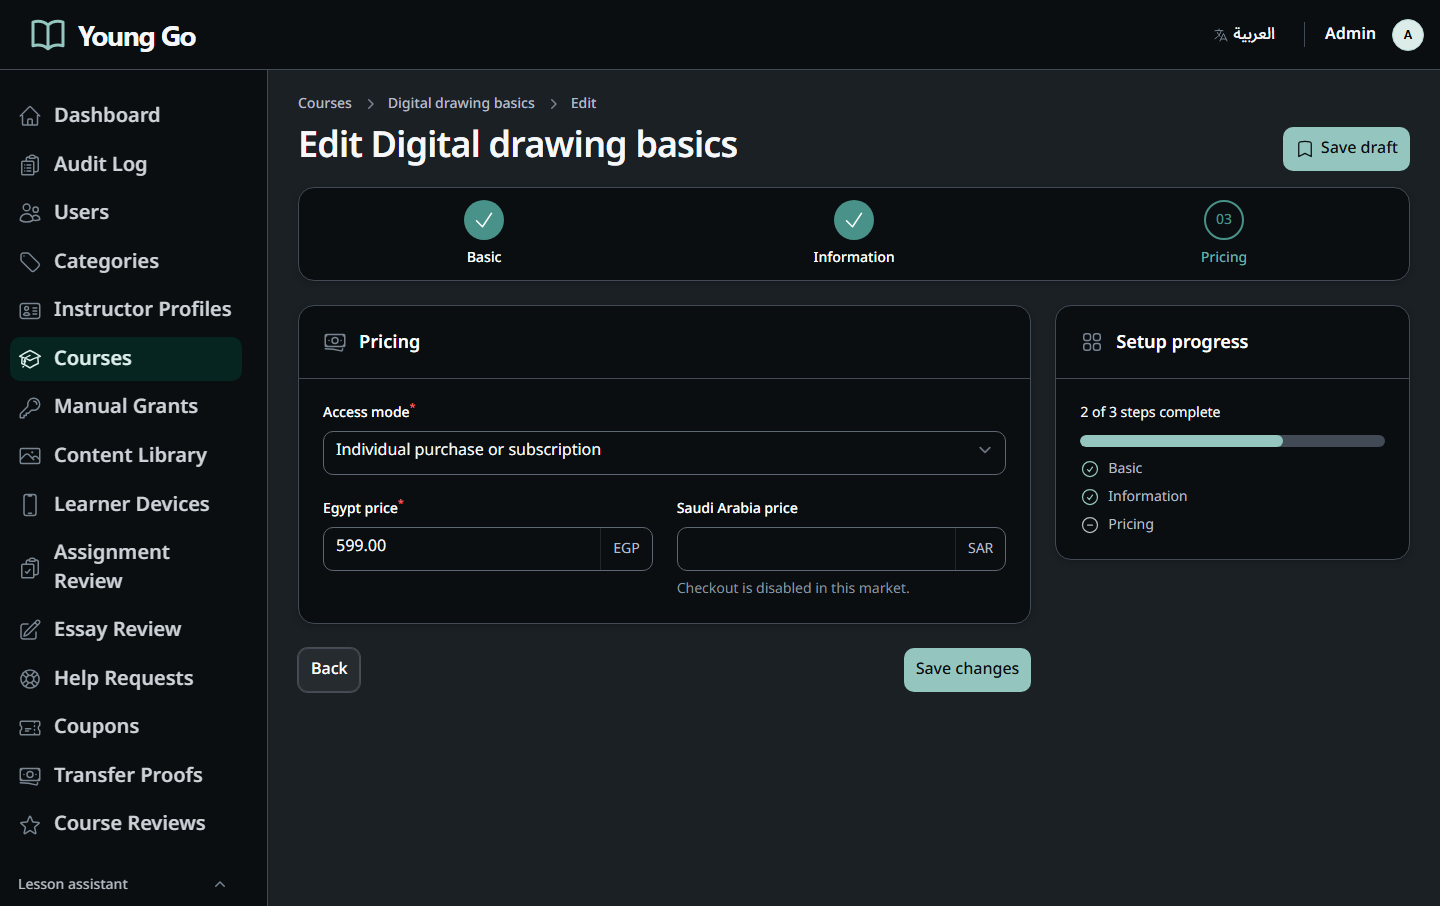 Young Go
العربية
Admin
A
Dashboard
Audit Log
Users
Categories
Instructor Profiles
Courses
Manual Grants
Content Library
Learner Devices
Assignment
Review
Essay Review
Help Requests
Coupons
Transfer Proofs
Course Reviews
Lesson assistant
Courses > Digital drawing basics > Edit
Edit Digital drawing basics
Save draft
Basic
Information
03
Pricing
Pricing
Access mode*
Individual purchase or subscription
Egypt price*
599.00
EGP
Saudi Arabia price
SAR
Checkout is disabled in this market.
Back
Save changes
Setup progress
2 of 3 steps complete
Basic
Information
Pricing